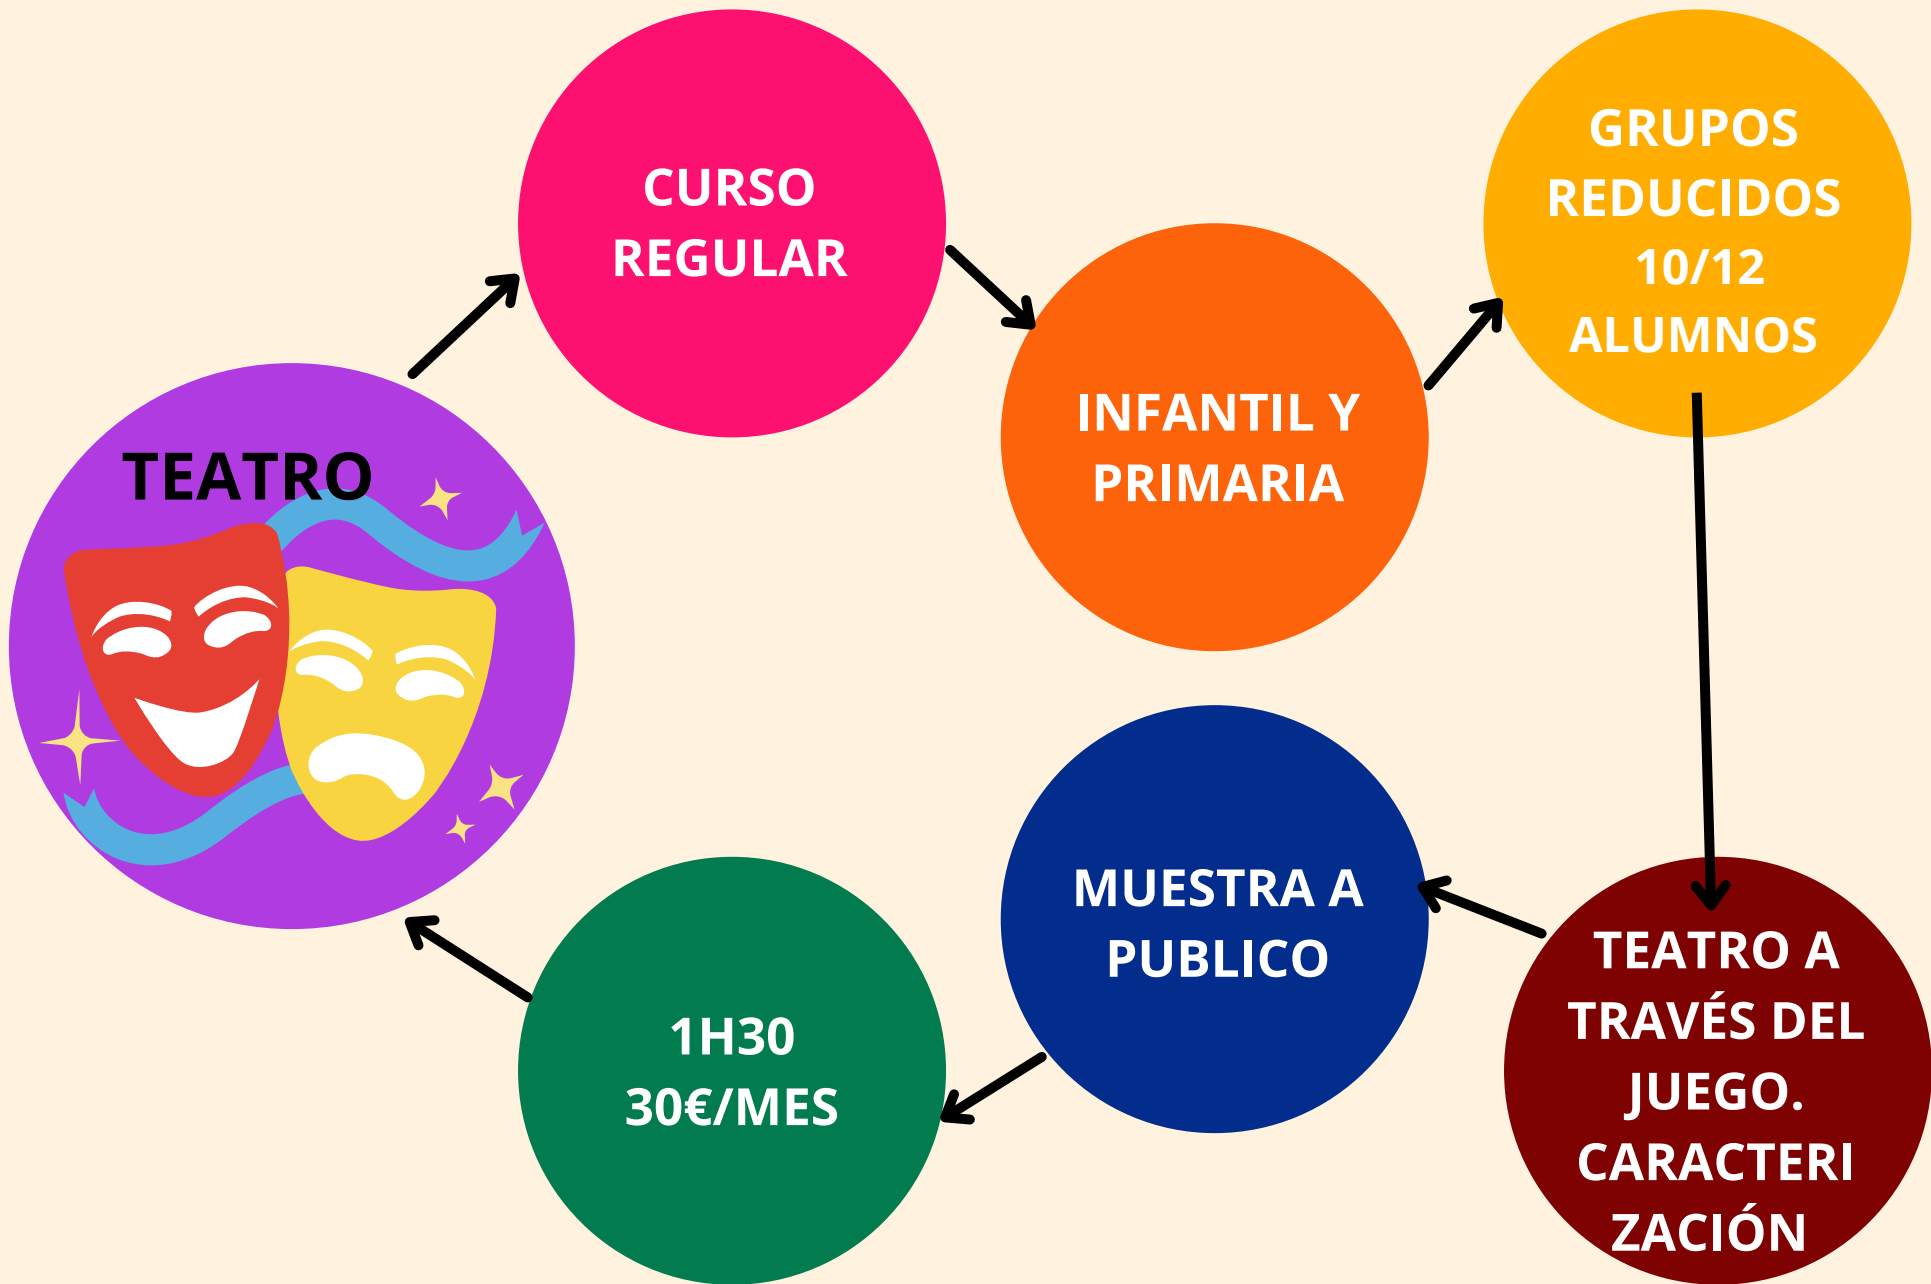 TEATRO
CURSO
REGULAR
INFANTIL Y
PRIMARIA
GRUPOS
REDUCIDOS
10/12
ALUMNOS
TEATRO A
TRAVÉS DEL
JUEGO.
CARACTERI
ZACIÓN
MUESTRA A
PUBLICO
1H30
30€/MES